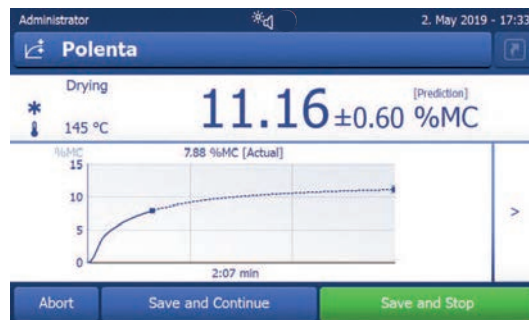 Administrator
2. May 2019 - 17:33
Polenta
Drying
145 °C
11.16 ±0.60 %MC
[Prediction]
%MC
7.88 %MC [Actual]
15
10
5
0
2:07 min
>
Abort
Save and Continue
Save and Stop